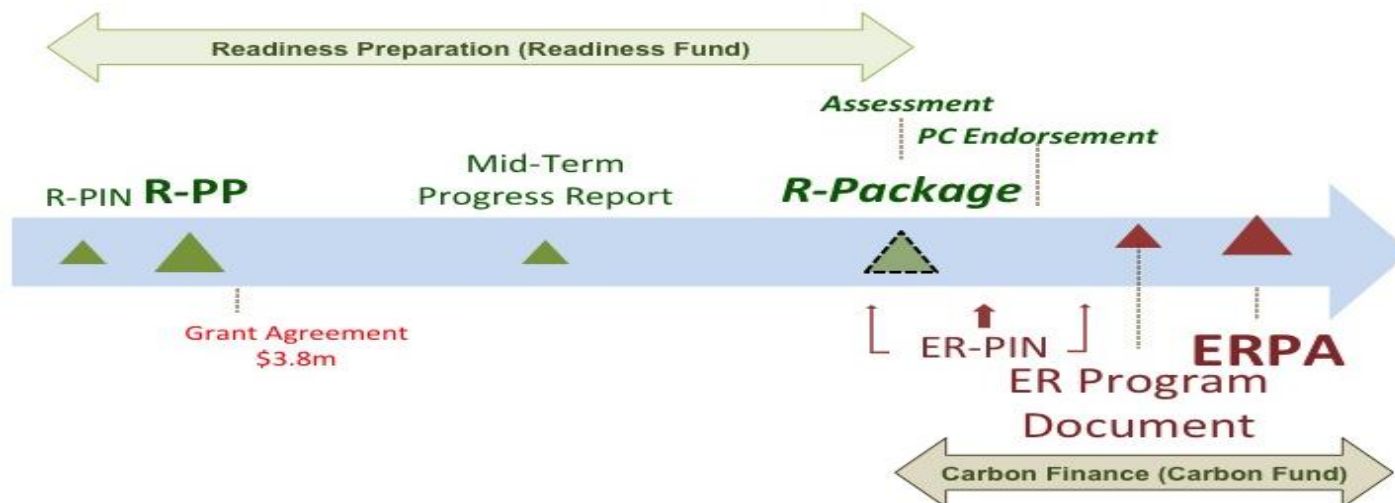 Readiness Preparation (Readiness Fund)
Assessment
PC Endorsement
R-PIN R-PP
Mid-Term
Progress Report
R-Package
Grant Agreement
$3.8m
ER-PIN
ERPA
ER Program
Document
Carbon Finance (Carbon Fund)